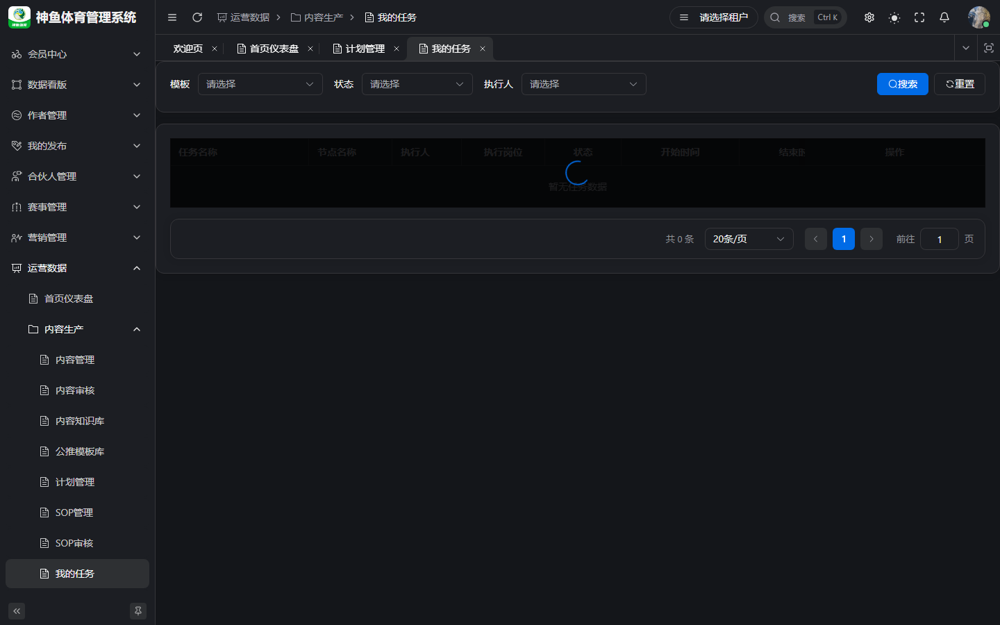 神鱼体育管理系统
运营数据
内容生产
我的任务
请选择租户
搜索
Ctrl K
欢迎页
首页仪表盘
计划管理
我的任务
会员中心
数据看版
作者管理
我的发布
合伙人管理
赛事管理
营销管理
运营数据
首页仪表盘
内容生产
内容管理
内容审核
内容知识库
公推模板库
计划管理
SOP管理
SOP审核
我的任务
模板
请选择
状态
请选择
执行人
请选择
搜索
重置
任务名称
节点名称
执行人
执行岗位
状态
开始时间
操作
暂无任务数据
共 0 条
20条/页
1
前往
1
页